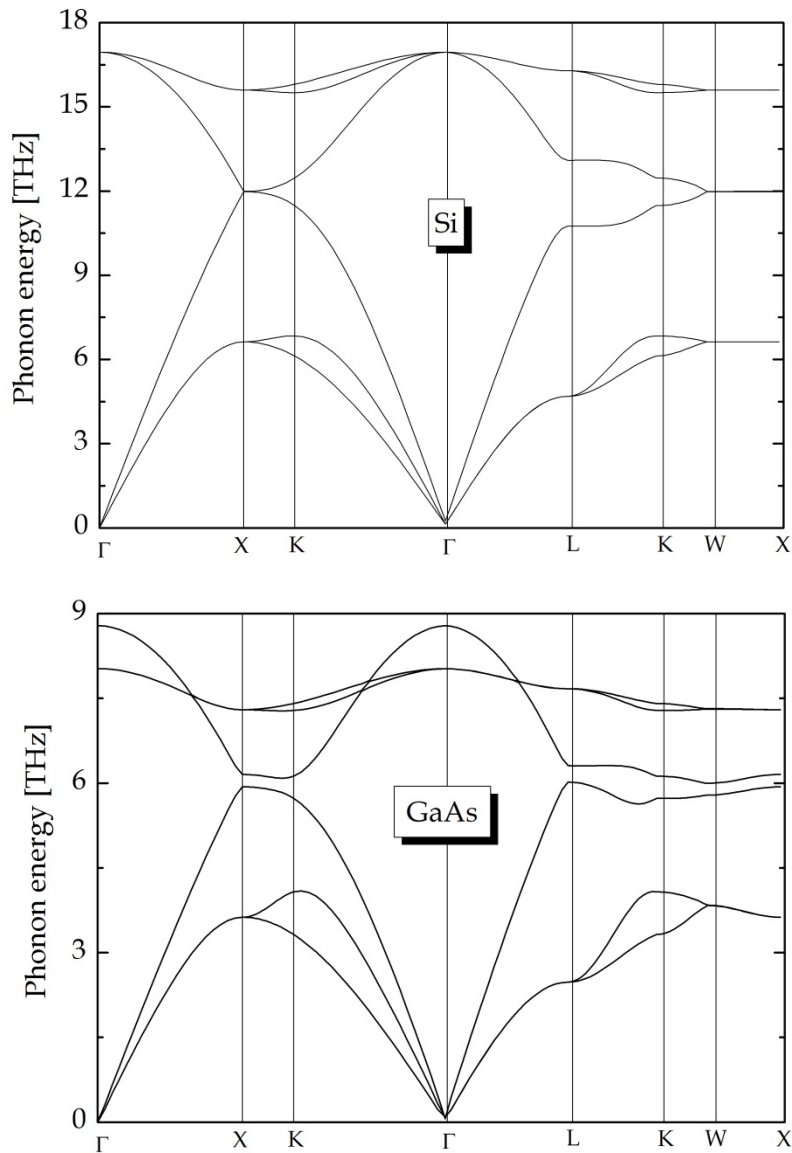 Phonon energy [THz]
18
15
12
9
6
3
0
Si
Γ X K Γ L K W X
Phonon energy [THz]
9
6
3
0
GaAs
Γ X K Γ L K W X